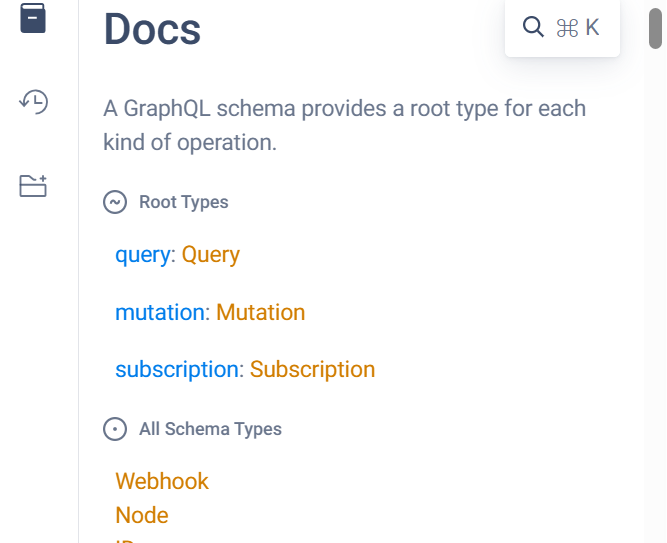 Docs
⌘ K
A GraphQL schema provides a root type for each
kind of operation.
Root Types
query: Query
mutation: Mutation
subscription: Subscription
All Schema Types
Webhook
Node